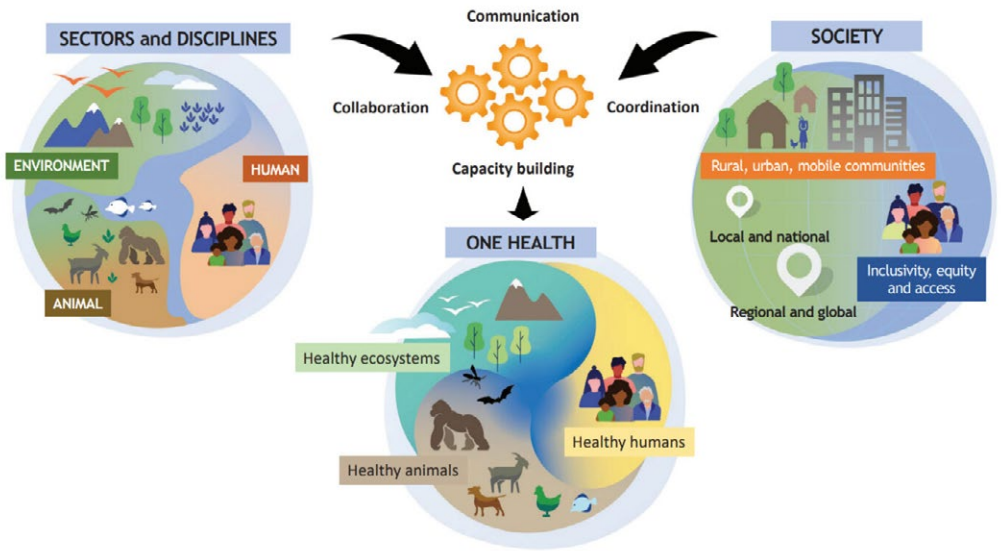 Communication
SECTORS and DISCIPLINES
SOCIETY
Collaboration
Coordination
ENVIRONMENT
HUMAN
Rural, urban, mobile communities
Capacity building
Local and national
ONE HEALTH
Inclusivity, equity
and access
ANIMAL
Regional and global
Healthy ecosystems
Healthy humans
Healthy animals